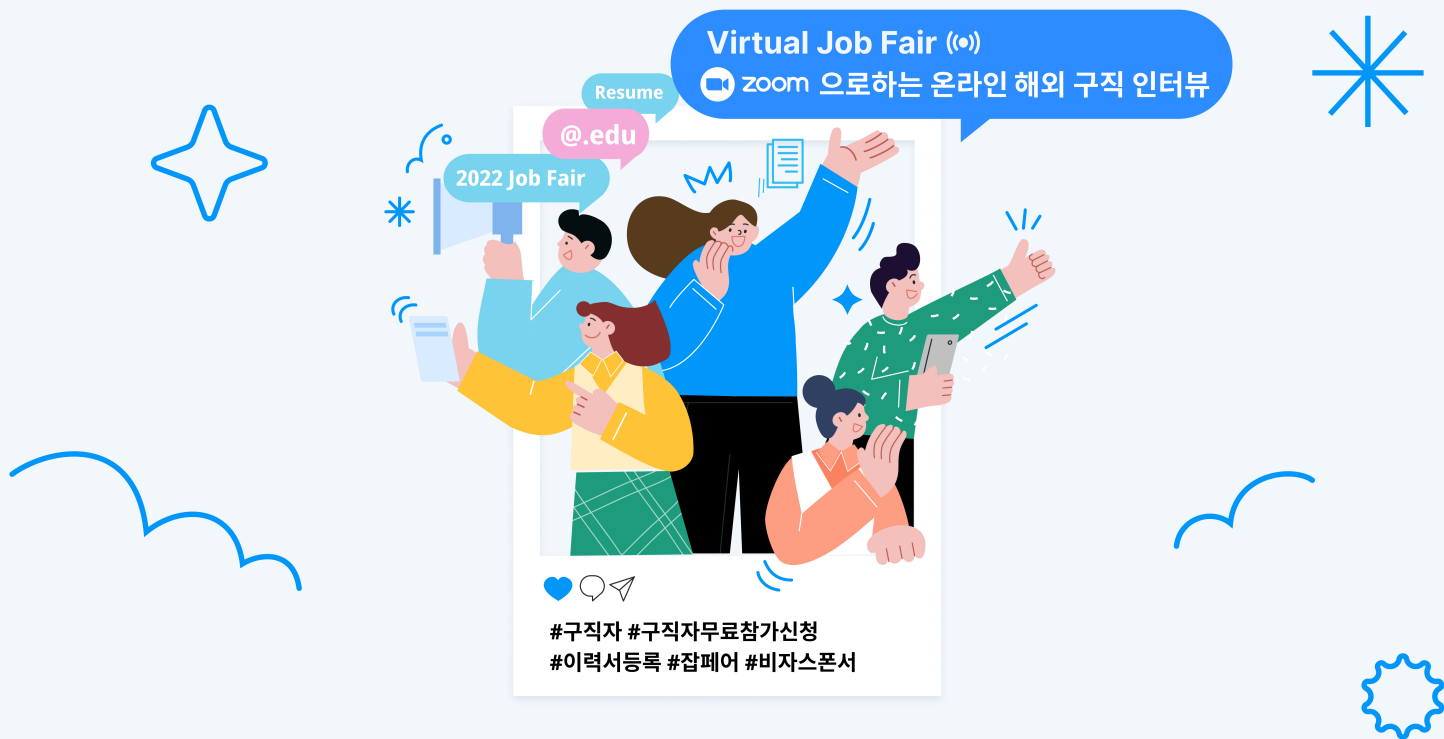 Virtual Job Fair
zoom 으로하는 온라인 해외 구직 인터뷰
Resume
@.edu
2022 Job Fair
#구직자 #구직자무료참가신청
#이력서등록 #잡페어 #비자스폰서